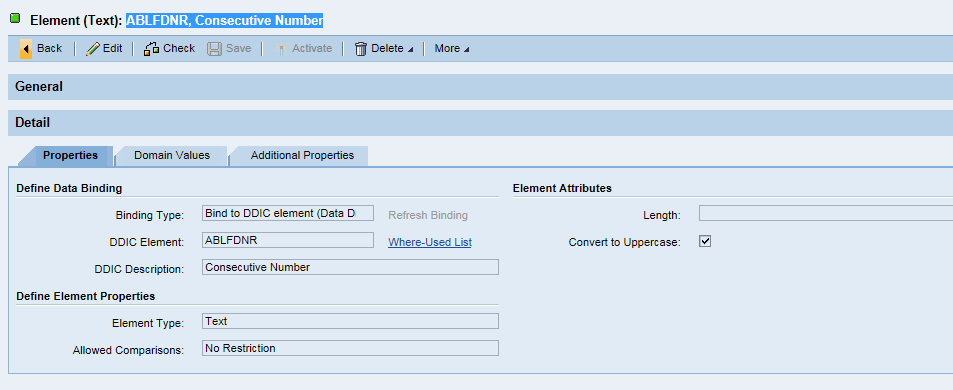 Element (Text): ABLFDNR, Consecutive Number
Back Edit Check Save Activate Delete More
General
Detail
Properties Domain Values Additional Properties
Define Data Binding Element Attributes
Binding Type: Bind to DDIC element (Data D Refresh Binding Length:
DDIC Element: ABLFDNR Where-Used List Convert to Uppercase:
DDIC Description: Consecutive Number
Define Element Properties
Element Type: Text
Allowed Comparisons: No Restriction